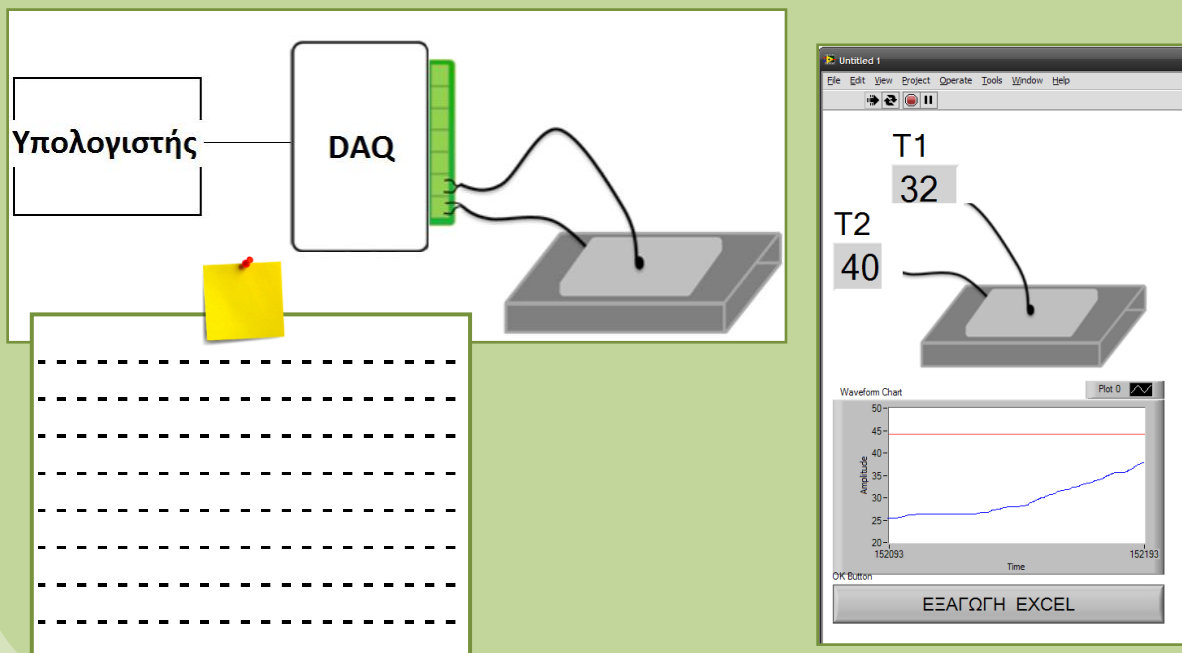 Υπολογιστής
DAQ
Untitled 1
File Edit View Project Operate Tools Window Help
T1
32
T2
40
Waveform Chart
Plot 0
50
45
40
35
30
25
20
Amplitude
152093
152193
Time
OK Button
ΕΞΑΓΩΓΗ EXCEL